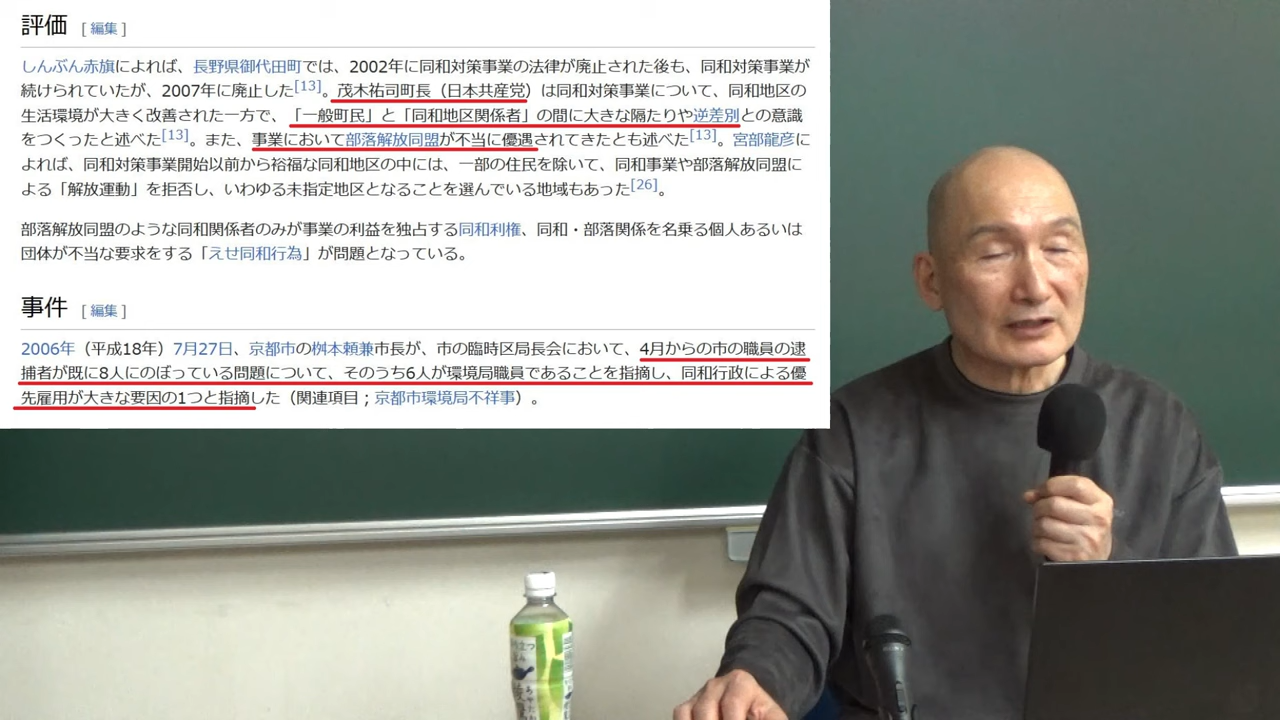 評価 [ 編集 ]
しんぶん赤旗によれば、長野県御代田町では、2002年に同和対策事業の法律が廃止された後も、同和対策事業が
続けられていたが、2007年に廃止した[13]。茂木祐司町長（日本共産党）は同和対策事業について、同和地区の
生活環境が大きく改善された一方で、「一般町民」と「同和地区関係者」の間に大きな隔たりや逆差別との意識
をつくったと述べた[13]。また、事業において部落解放同盟が不当に優遇されてきたとも述べた[13]。宮部龍彦に
よれば、同和対策事業開始以前から裕福な同和地区の中には、一部の住民を除いて、同和事業や部落解放同盟に
よる「解放運動」を拒否し、いわゆる未指定地区となることを選んでいる地域もあった[26]。
部落解放同盟のような同和関係者のみが事業の利益を独占する同和利権、同和・部落関係を名乗る個人あるいは
団体が不当な要求をする「えせ同和行為」が問題となっている。
事件 [ 編集 ]
2006年（平成18年）7月27日、京都市の桝本頼兼市長が、市の臨時区局長会において、4月からの市の職員の逮
捕者が既に8人にのぼっている問題について、そのうち6人が環境局職員であることを指摘し、同和行政による優
先雇用が大きな要因の1つと指摘した（関連項目；京都市環境局不祥事）。